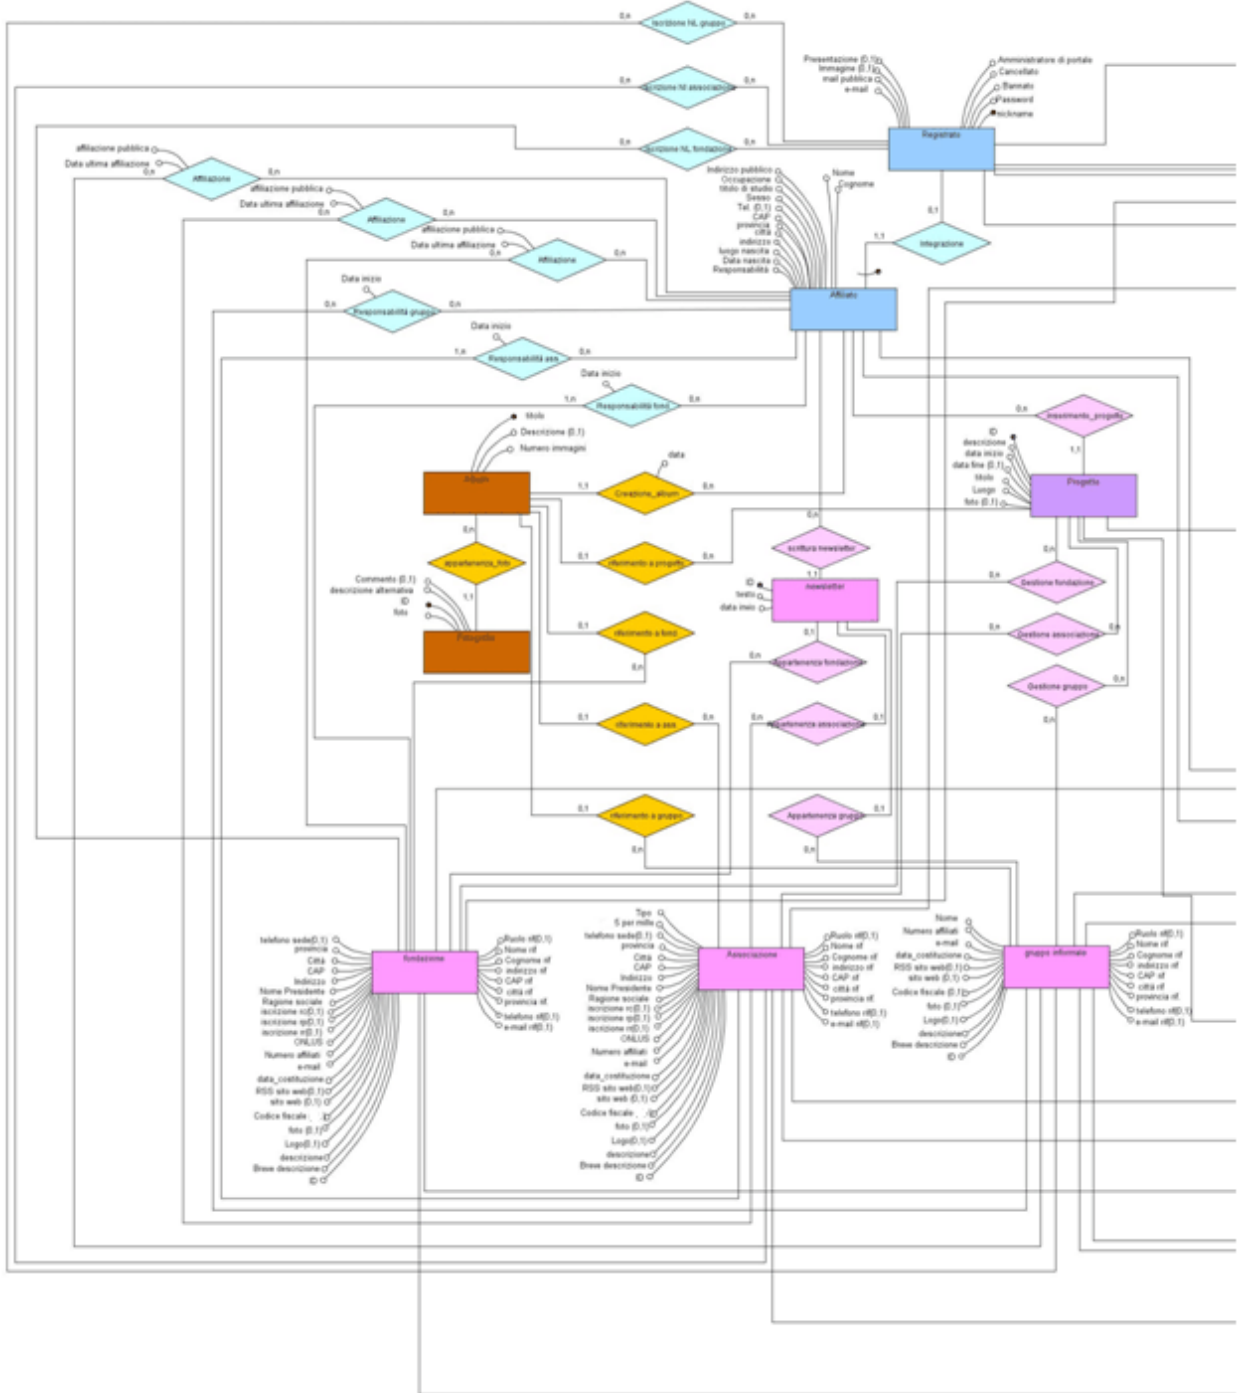 0,n
Iscrizione NL gruppo
0,n
0,n
Iscrizione Nl associazione
0,n
0,n
Iscrizione NL fondazione
0,n
Presentazione (0,1)
Immagine (0,1)
mail pubblica
e-mail
Amministratore di portale
Cancellato
Bannato
Password
nickname
Registrato
0,1
1,1
Integrazione
affiliazione pubblica
Data ultima affiliazione
0,n
Affiliazione
0,n
affiliazione pubblica
Data ultima affiliazione
0,n
Affiliazione
0,n
affiliazione pubblica
Data ultima affiliazione
0,n
Affiliazione
0,n
Indirizzo pubblico
Occupazione
titolo di studio
Sesso
Tel. (0,1)
CAP
provincia
città
indirizzo
luogo nascita
Data nascita
Responsabilità
Nome
Cognome
Affiliato
Data inizio
0,n
Responsabilità gruppo
0,n
Data inizio
1,n
Responsabilità ass
0,n
Data inizio
1,n
Responsabilità fond
0,n
titolo
Descrizione (0,1)
Numero immagini
Album
1,1
Creazione_album
data
0,n
0,n
appartenenza_foto
1,1
Commento (0,1)
descrizione alternativa
ID
foto
Fotografia
0,1
riferimento a progetto
0,n
0,1
riferimento a fond
0,n
0,1
riferimento a ass
0,n
0,1
riferimento a gruppo
0,n
0,n
scrittura newsletter
1,1
ID
testo
data invio
newsletter
0,1
0,n
Appartenenza fondazione
0,n
Appartenenza associazione
0,1
Appartenenza gruppo
0,1
0,n
0,n
inserimento_progetto
1,1
ID
descrizione
data inizio
data fine (0,1)
titolo
Luogo
foto (0,1)
Progetto
0,n
0,n
Gestione fondazione
0,n
Gestione associazione
0,n
Gestione gruppo
0,n
0,n
telefono sede(0,1)
provincia
Città
CAP
Indirizzo
Nome Presidente
Ragione sociale
iscrizione rc(0,1)
iscrizione rp(0,1)
iscrizione rr(0,1)
ONLUS
Numero affiliati
e-mail
data_costituzione
RSS sito web(0,1)
sito web (0,1)
Codice fiscale
foto (0,1)
Logo(0,1)
descrizione
Breve descrizione
ID
fondazione
Ruolo rif(0,1)
Nome rif
Cognome rif
indirizzo rif
CAP rif
città rif
provincia rif.
telefono rif(0,1)
e-mail rif(0,1)
Tipo
5 per mille
telefono sede(0,1)
provincia
Città
CAP
Indirizzo
Nome Presidente
Ragione sociale
iscrizione rc(0,1)
iscrizione rp(0,1)
iscrizione rr(0,1)
ONLUS
Numero affiliati
e-mail
data_costituzione
RSS sito web(0,1)
sito web (0,1)
Codice fiscale
foto (0,1)
Logo(0,1)
descrizione
Breve descrizione
ID
Associazione
Ruolo rif(0,1)
Nome rif
Cognome rif
indirizzo rif
CAP rif
città rif
provincia rif.
telefono rif(0,1)
e-mail rif(0,1)
Nome
Numero affiliati
e-mail
data_costituzione
RSS sito web(0,1)
sito web (0,1)
Codice fiscale (0,1)
foto (0,1)
Logo(0,1)
descrizione
Breve descrizione
ID
gruppo informale
Ruolo rif(0,1)
Nome rif
Cognome rif
indirizzo rif
CAP rif
città rif
provincia rif.
telefono rif(0,1)
e-mail rif(0,1)